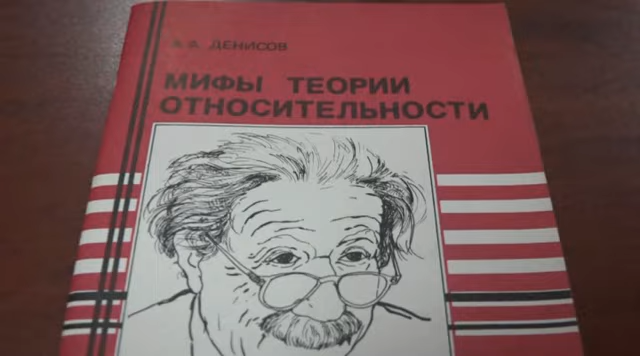 А. А. ДЕНИСОВ
МИФЫ ТЕОРИИ
ОТНОСИТЕЛЬНОСТИ